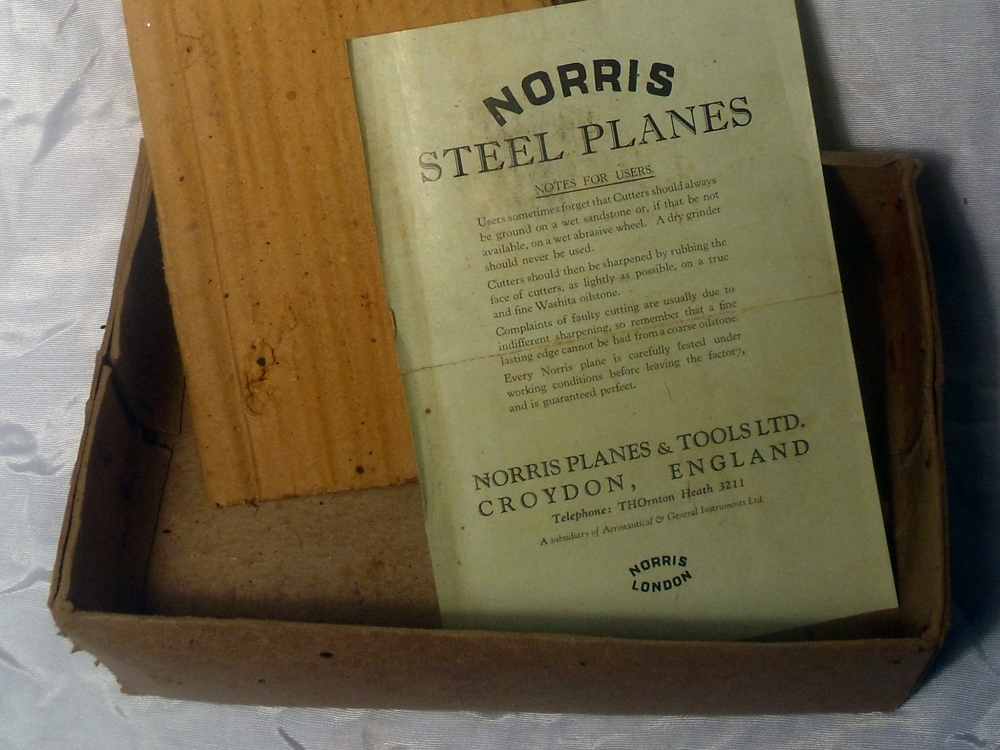 NORRIS
STEEL PLANES
NOTES FOR USERS.
Users sometimes forget that Cutters should always
be ground on a wet sandstone or, if that be not
available, on a wet abrasive wheel. A dry grinder
should never be used.
Cutters should then be sharpened by rubbing the
face of cutters, as lightly as possible, on a true
and fine Washita oilstone.
Complaints of faulty cutting are usually due to
indifferent sharpening, so remember that a fine
lasting edge cannot be had from a coarse oilstone.
Every Norris plane is carefully tested under
working conditions before leaving the factory,
and is guaranteed perfect.
NORRIS PLANES & TOOLS LTD.
CROYDON, ENGLAND
Telephone: THOrnton Heath 3211
A subsidiary of Aeronautical & General Instruments Ltd.
NORRIS
LONDON